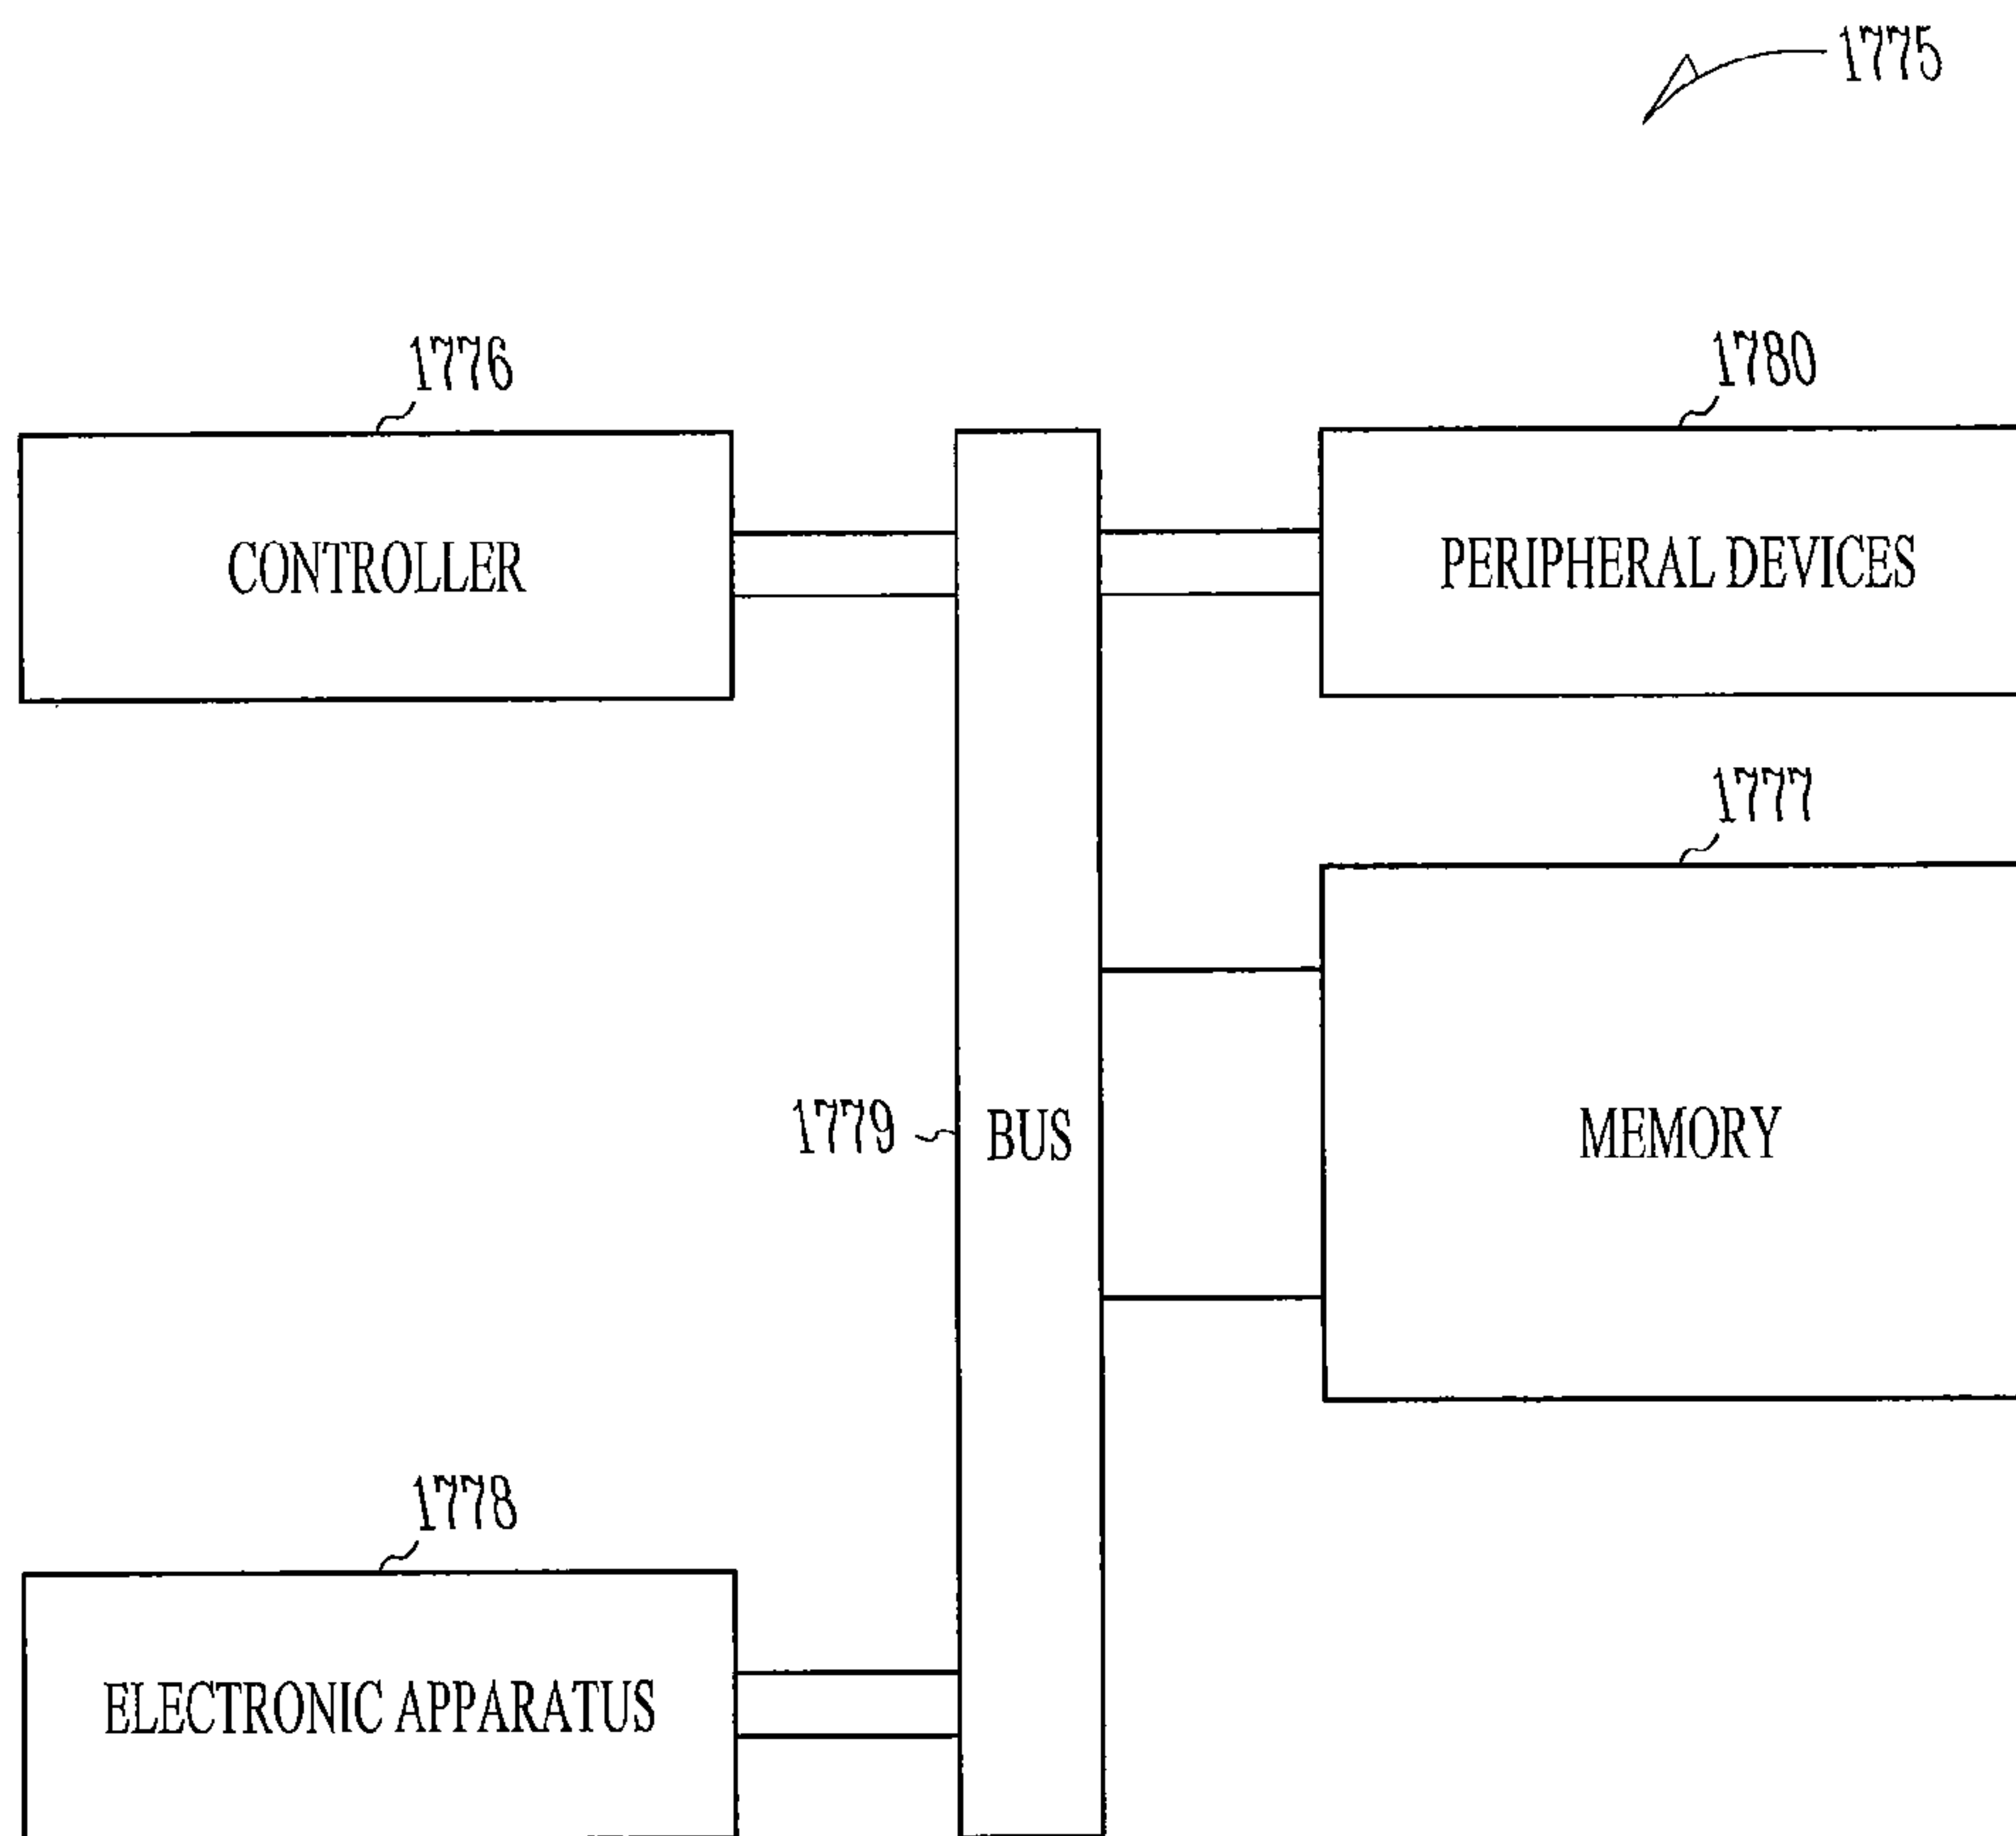 1775
1776
1780
CONTROLLER
PERIPHERAL DEVICES
1777
1779
BUS
MEMORY
1778
ELECTRONIC APPARATUS